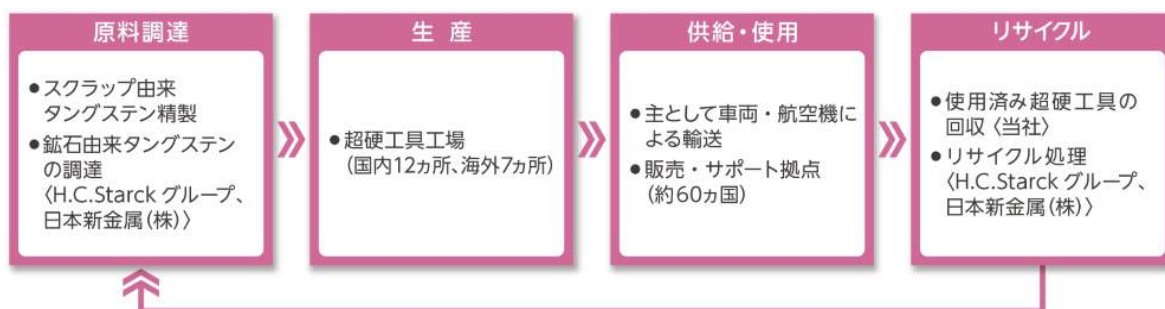 原料調達
●スクラップ由来
タングステン精製
●鉱石由来タングステン
の調達
〈H.C.Starck グループ、
日本新金属(株)〉
生 産
●超硬工具工場
(国内12ヵ所、海外7ヵ所)
供給・使用
●主として車両・航空機に
よる輸送
●販売・サポート拠点
(約60ヵ国)
リサイクル
●使用済み超硬工具の
回収〈当社〉
●リサイクル処理
〈H.C.Starck グループ、
日本新金属(株)〉